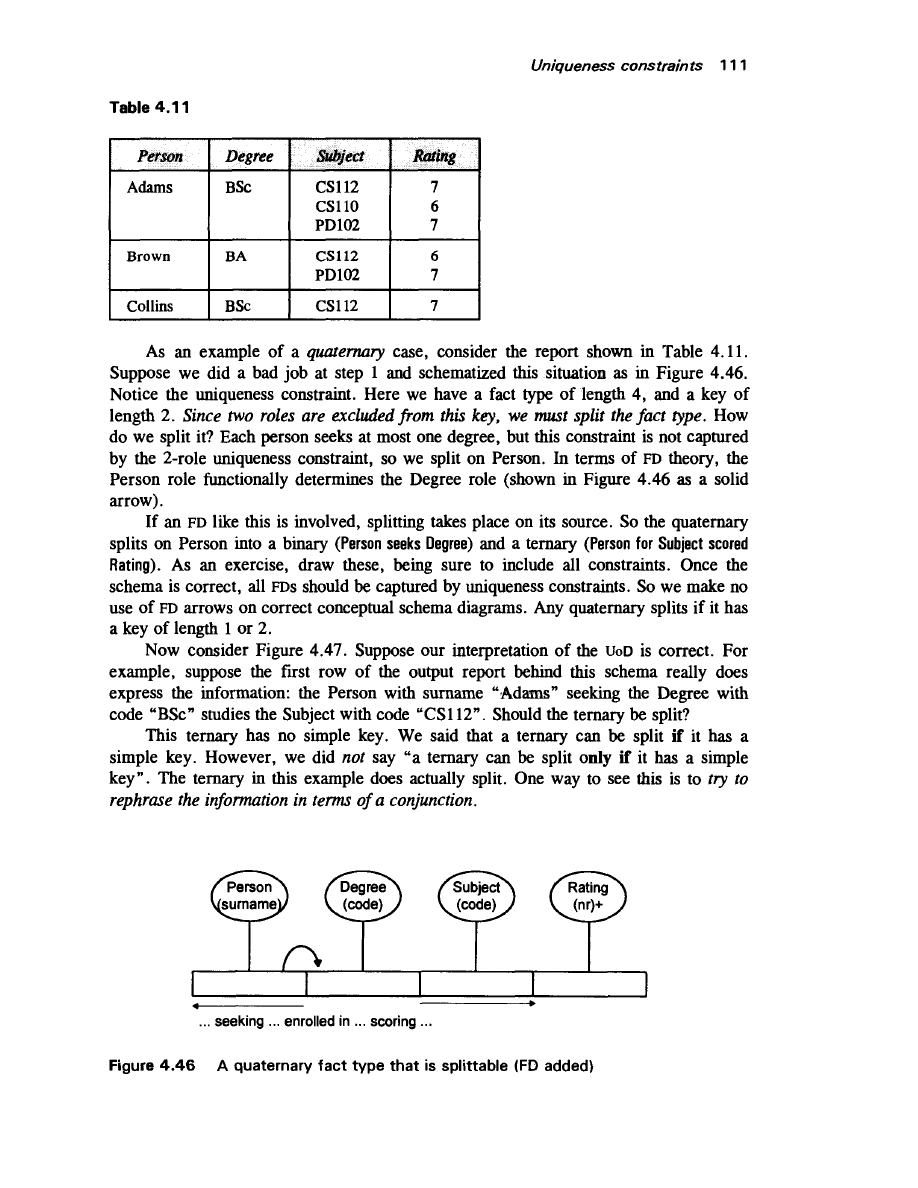 Uniqueness constraints 111
Table 4.11
Person Degree Subject Rating
Adams BSc CS112 7
CS110 6
PD102 7
Brown BA CS112 6
PD102 7
Collins BSc CS112 7
As an example of a quaternary case, consider the report shown in Table 4.11.
Suppose we did a bad job at step 1 and schematized this situation as in Figure 4.46.
Notice the uniqueness constraint. Here we have a fact type of length 4, and a key of
length 2. Since two roles are excluded from this key, we must split the fact type. How
do we split it? Each person seeks at most one degree, but this constraint is not captured
by the 2-role uniqueness constraint, so we split on Person. In terms of FD theory, the
Person role functionally determines the Degree role (shown in Figure 4.46 as a solid
arrow).
If an FD like this is involved, splitting takes place on its source. So the quaternary
splits on Person into a binary (Person seeks Degree) and a ternary (Person for Subject scored
Rating). As an exercise, draw these, being sure to include all constraints. Once the
schema is correct, all FDs should be captured by uniqueness constraints. So we make no
use of FD arrows on correct conceptual schema diagrams. Any quaternary splits if it has
a key of length 1 or 2.
Now consider Figure 4.47. Suppose our interpretation of the UoD is correct. For
example, suppose the first row of the output report behind this schema really does
express the information: the Person with surname "Adams" seeking the Degree with
code "BSc" studies the Subject with code "CS112". Should the ternary be split?
This ternary has no simple key. We said that a ternary can be split if it has a
simple key. However, we did not say "a ternary can be split only if it has a simple
key". The ternary in this example does actually split. One way to see this is to try to
rephrase the information in terms of a conjunction.
Person Degree Subject Rating
(surname) (code) (code) (nr)+
... seeking ... enrolled in ... scoring ...
Figure 4.46 A quaternary fact type that is splittable (FD added)